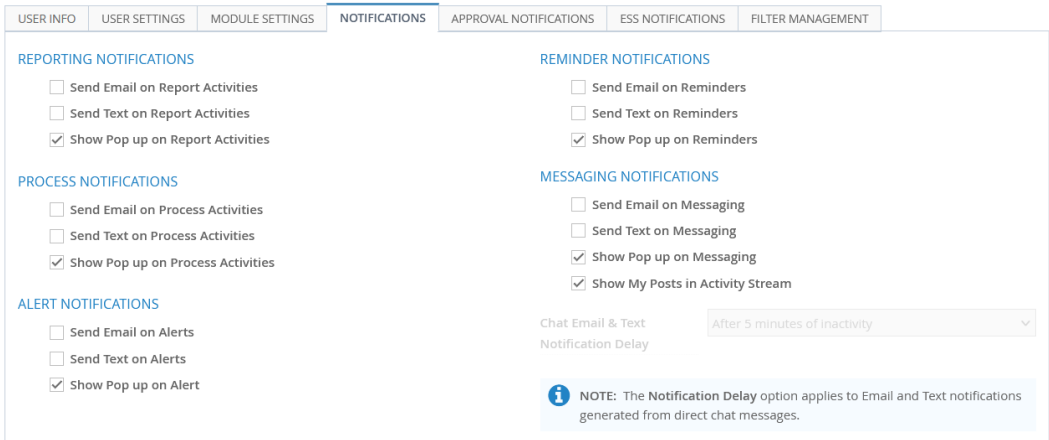 USER INFO
USER SETTINGS
MODULE SETTINGS
NOTIFICATIONS
APPROVAL NOTIFICATIONS
ESS NOTIFICATIONS
FILTER MANAGEMENT
REPORTING NOTIFICATIONS
Send Email on Report Activities
Send Text on Report Activities
Show Pop up on Report Activities
PROCESS NOTIFICATIONS
Send Email on Process Activities
Send Text on Process Activities
Show Pop up on Process Activities
ALERT NOTIFICATIONS
Send Email on Alerts
Send Text on Alerts
Show Pop up on Alert
REMINDER NOTIFICATIONS
Send Email on Reminders
Send Text on Reminders
Show Pop up on Reminders
MESSAGING NOTIFICATIONS
Send Email on Messaging
Send Text on Messaging
Show Pop up on Messaging
Show My Posts in Activity Stream
Chat Email & Text
Notification Delay
After 5 minutes of inactivity
NOTE: The Notification Delay option applies to Email and Text notifications
generated from direct chat messages.